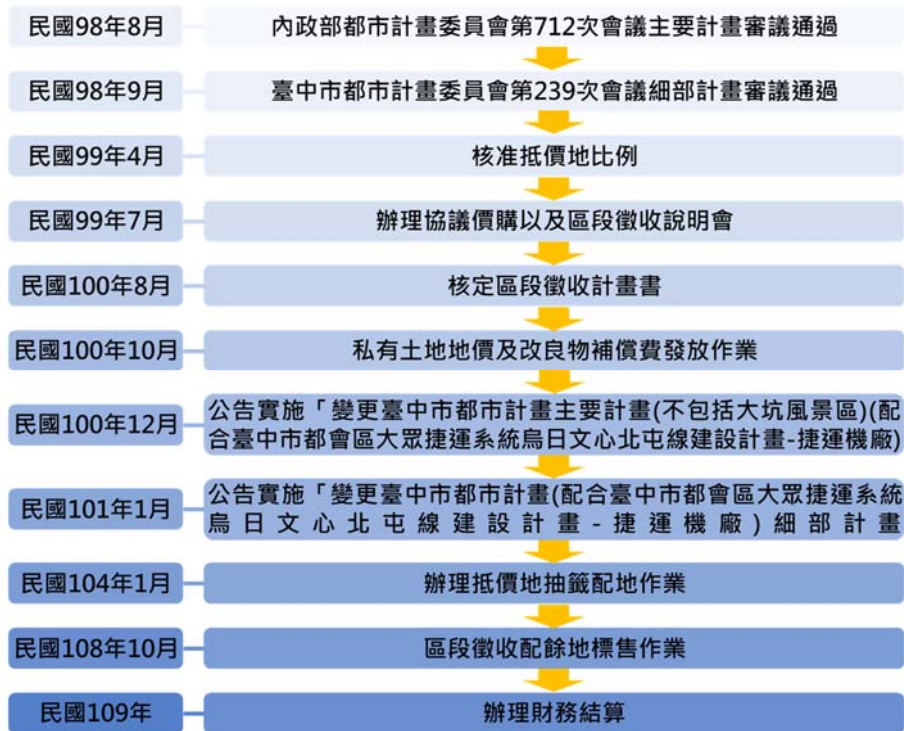 民國98年8月
內政部都市計畫委員會第712次會議主要計畫審議通過
民國98年9月
臺中市都市計畫委員會第239次會議細部計畫審議通過
民國99年4月
核准抵價地比例
民國99年7月
辦理協議價購以及區段徵收說明會
民國100年8月
核定區段徵收計畫書
民國100年10月
私有土地地價及改良物補償費發放作業
民國100年12月
公告實施「變更臺中市都市計畫主要計畫(不包括大坑風景區)(配
合臺中市都會區大眾捷運系統烏日文心北屯線建設計畫-捷運機廠)
民國101年1月
公告實施「變更臺中市都市計畫(配合臺中市都會區大眾捷運系統
烏日文心北屯線建設計畫-捷運機廠)細部計畫
民國104年1月
辦理抵價地抽籤配地作業
民國108年10月
區段徵收配餘地標售作業
民國109年
辦理財務結算